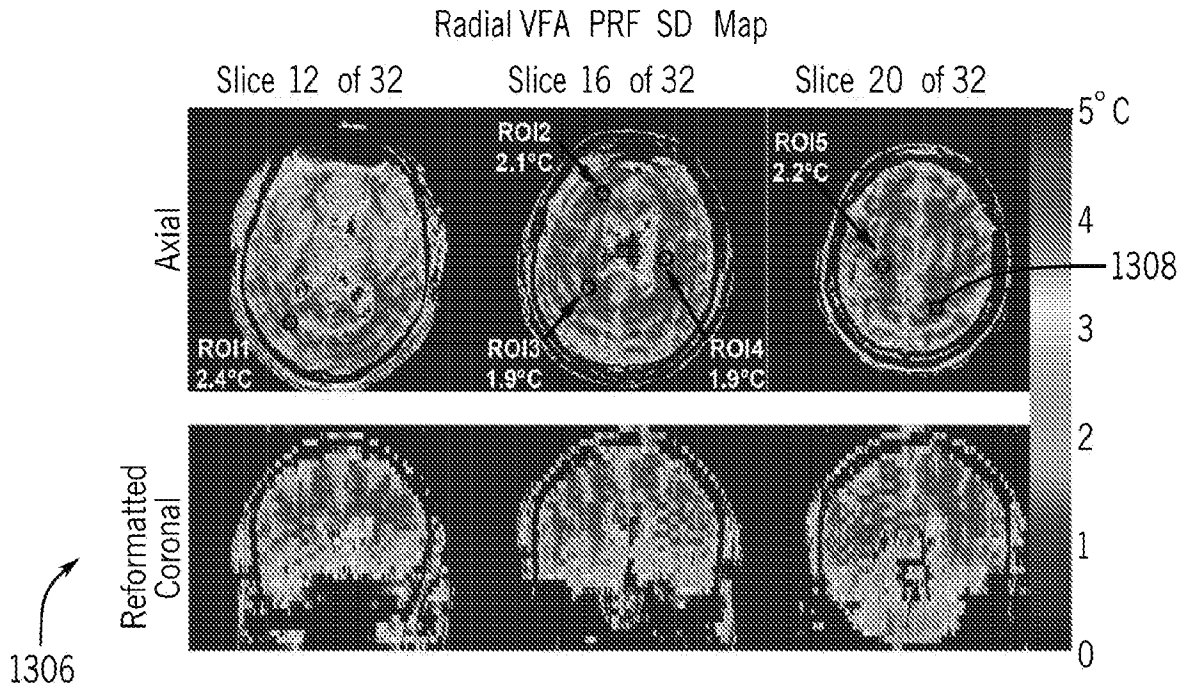 Radial VFA PRF SD Map
Slice 12 of 32
Slice 16 of 32
Slice 20 of 32
Axial
ROI1
2.4°C
ROI2
2.1°C
ROI3
1.9°C
ROI4
1.9°C
ROI5
2.2°C
5°C
4
3
2
1
0
1308
Reformatted
Coronal
1306